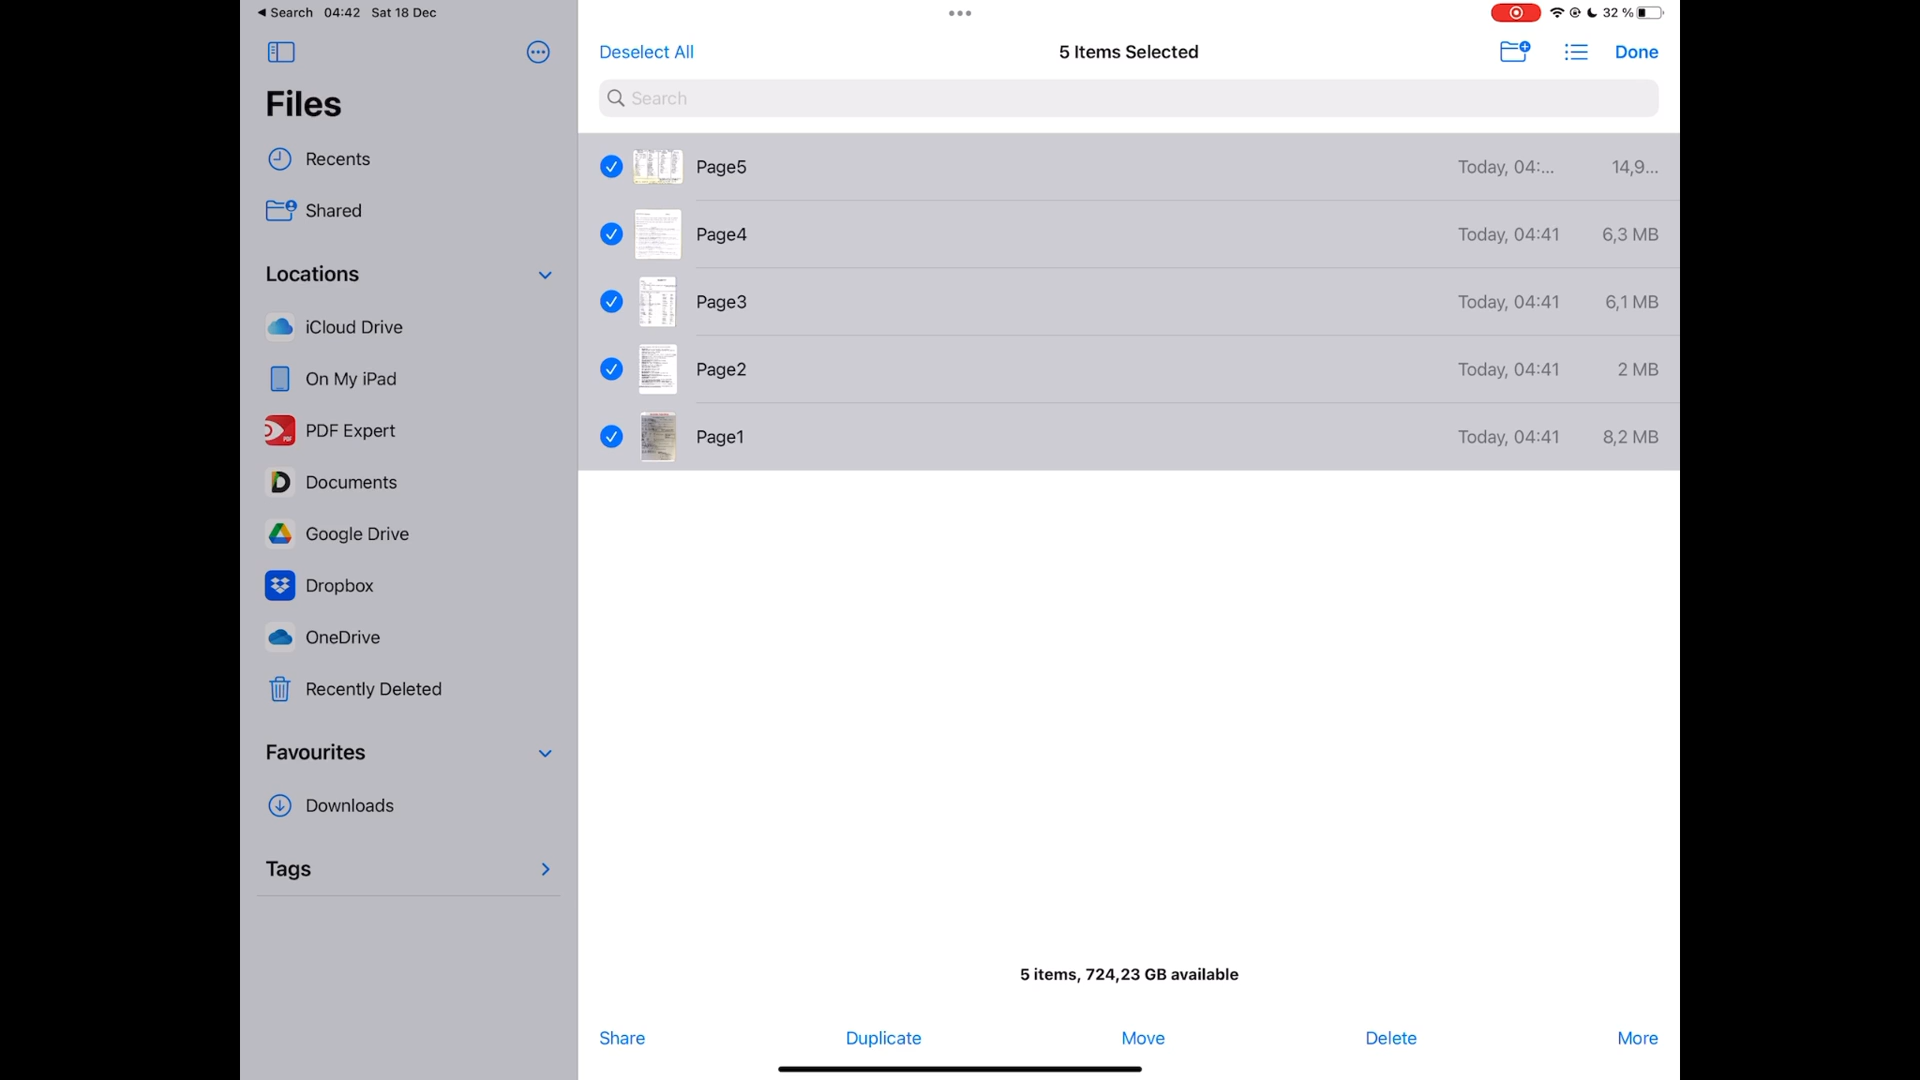 ◀ Search 04:42 Sat 18 Dec
32 %
Files
Recents
Shared
Locations
iCloud Drive
On My iPad
PDF Expert
Documents
Google Drive
Dropbox
OneDrive
Recently Deleted
Favourites
Downloads
Tags
Deselect All 5 Items Selected Done
Search
Page5 Today, 04:... 14,9...
Page4 Today, 04:41 6,3 MB
Page3 Today, 04:41 6,1 MB
Page2 Today, 04:41 2 MB
Page1 Today, 04:41 8,2 MB
5 items, 724,23 GB available
Share Duplicate Move Delete More